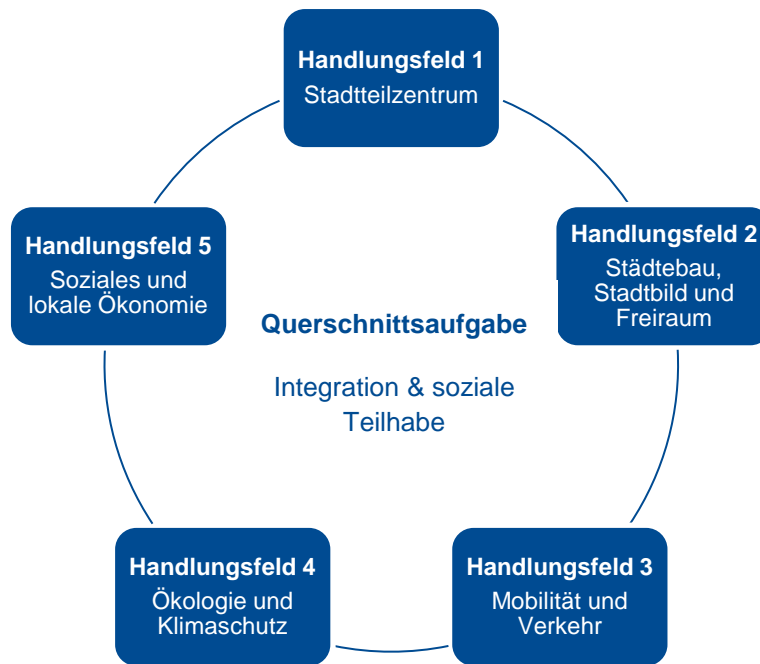 Handlungsfeld 1
Stadtteilzentrum
Handlungsfeld 2
Städtebau,
Stadtbild und
Freiraum
Handlungsfeld 5
Soziales und
lokale Ökonomie
Querschnittsaufgabe
Integration & soziale
Teilhabe
Handlungsfeld 4
Ökologie und
Klimaschutz
Handlungsfeld 3
Mobilität und
Verkehr